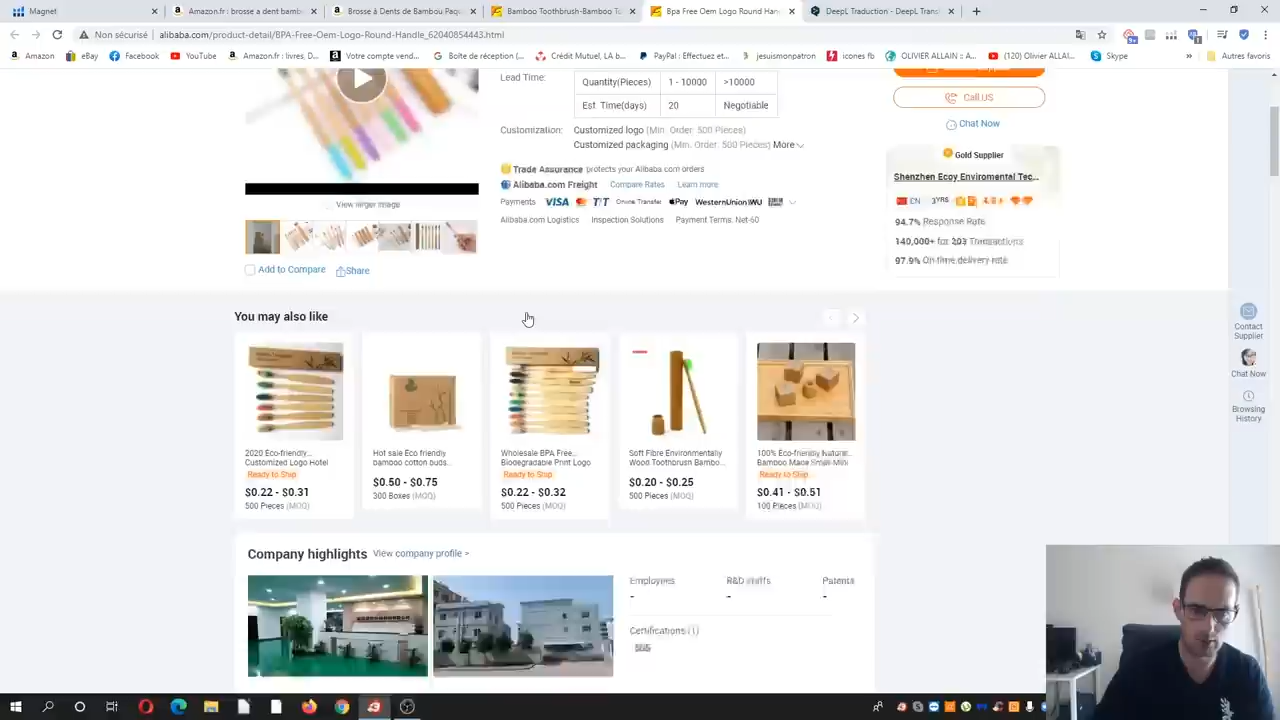 Magnet
Amazon.fr : brosse a dent bamb
Brosse à Dents de Bambou Paqu
Bamboo Toothbrush-Bamboo To
Bpa Free Oem Logo Round Han
DeepL Traduction - DeepL Transl
Non sécurisé | alibaba.com/product-detail/BPA-Free-Oem-Logo-Round-Handle_62040854443.html
Amazon
eBay
Facebook
YouTube
Amazon.fr : livres, D...
Crédit Mutuel, LA b...
Boîte de réception (...
PayPal : Effectuez et...
jesuismonpatron
icones fb
OLIVIER ALLAIN :: A...
(120) Olivier ALLAI...
Skype
Autres favoris
Lead Time:
Quantity(Pieces) 1 - 10000 >10000
Est. Time(days) 20 Negotiable
Customization: Customized logo (Min. Order: 500 Pieces)
Customized packaging (Min. Order: 500 Pieces) More
Trade Assurance protects your Alibaba.com orders
Alibaba.com Freight Compare Rates Learn more
Payments VISA T/T Online Transfer Pay WesternUnion WU
Alibaba.com Logistics Inspection Solutions Payment Terms: Net-60
View larger image
Add to Compare
Share
Call US
Chat Now
Gold Supplier
Shenzhen Ecoy Enviromental Tec...
CN 3YRS
94.7% Response Rate
140,000+ for 203 Transactions
97.9% On-time delivery rate
Contact
Supplier
Chat Now
Browsing
History
You may also like
2020 Eco-friendly...
Customized Logo Hotel
Ready to Ship
$0.22 - $0.31
500 Pieces (MOQ)
Hot sale Eco friendly
bamboo cotton buds...
$0.50 - $0.75
300 Boxes (MOQ)
Wholesale BPA Free...
Biodegradable Print Logo
Ready to Ship
$0.22 - $0.32
500 Pieces (MOQ)
Soft Fibre Environmentally
Wood Toothbrush Bambo...
$0.20 - $0.25
500 Pieces (MOQ)
100% Eco-friendly Natural...
Bamboo Made Small Mini
Ready to Ship
$0.41 - $0.51
100 Pieces (MOQ)
Company highlights View company profile >
Employees
-
R&D staffs
-
Patents
-
Certifications (1)